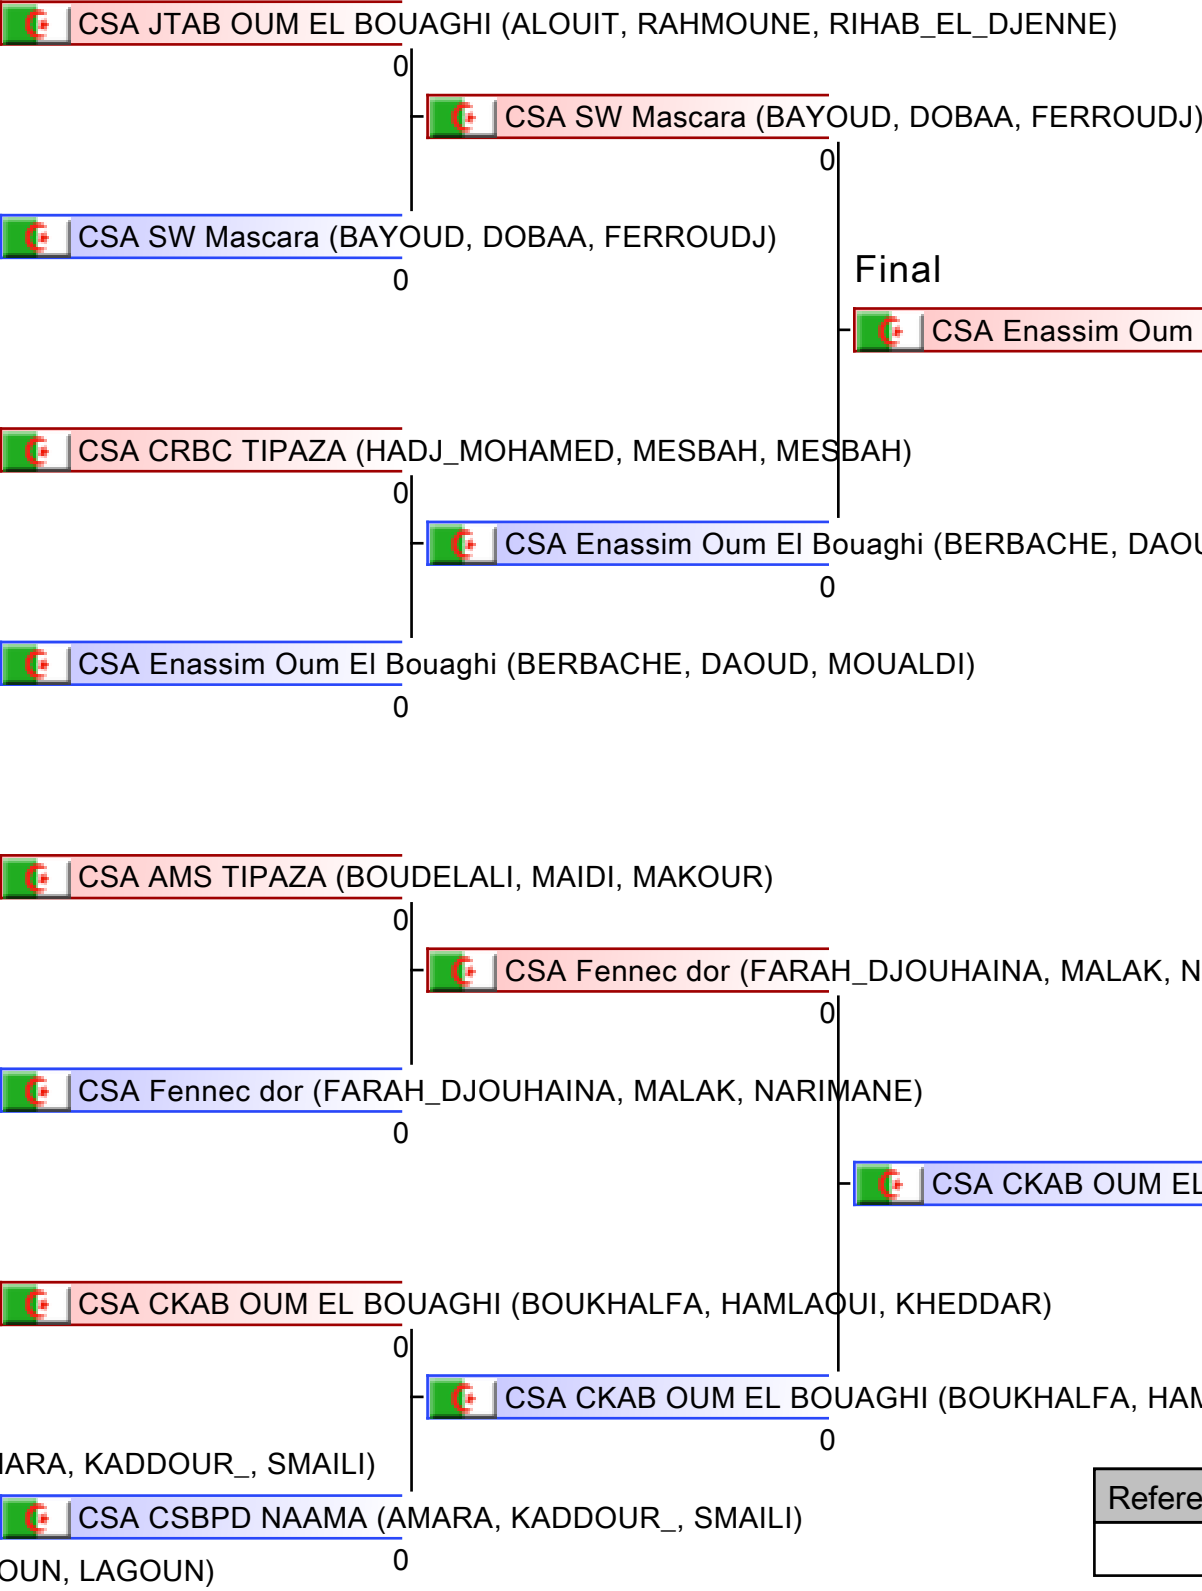 CSA JTAB OUM EL BOUAGHI (ALOUIT, RAHMOUNE, RIHAB_EL_DJENNE)
0
CSA SW Mascara (BAYOUD, DOBAA, FERROUDJ)
0
CSA SW Mascara (BAYOUD, DOBAA, FERROUDJ)
0
Final
CSA Enassim Oum
CSA CRBC TIPAZA (HADJ_MOHAMED, MESBAH, MESBAH)
0
CSA Enassim Oum El Bouaghi (BERBACHE, DAOU
0
CSA Enassim Oum El Bouaghi (BERBACHE, DAOUD, MOUALDI)
0
CSA AMS TIPAZA (BOUDELALI, MAIDI, MAKOUR)
0
CSA Fennec dor (FARAH_DJOUHAINA, MALAK, N
0
CSA Fennec dor (FARAH_DJOUHAINA, MALAK, NARIMANE)
0
CSA CKAB OUM EL
CSA CKAB OUM EL BOUAGHI (BOUKHALFA, HAMLAOUI, KHEDDAR)
0
CSA CKAB OUM EL BOUAGHI (BOUKHALFA, HAM
0
MARA, KADDOUR_, SMAILI)
Refere
CSA CSBPD NAAMA (AMARA, KADDOUR_, SMAILI)
0
OUN, LAGOUN)